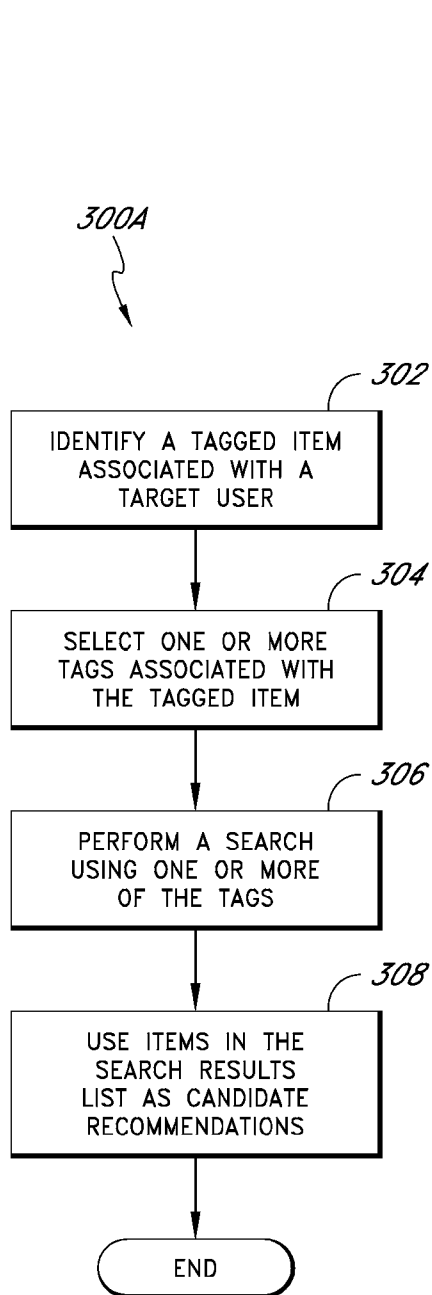 300A
302
IDENTIFY A TAGGED ITEM
ASSOCIATED WITH A
TARGET USER
304
SELECT ONE OR MORE
TAGS ASSOCIATED WITH
THE TAGGED ITEM
306
PERFORM A SEARCH
USING ONE OR MORE
OF THE TAGS
308
USE ITEMS IN THE
SEARCH RESULTS
LIST AS CANDIDATE
RECOMMENDATIONS
END